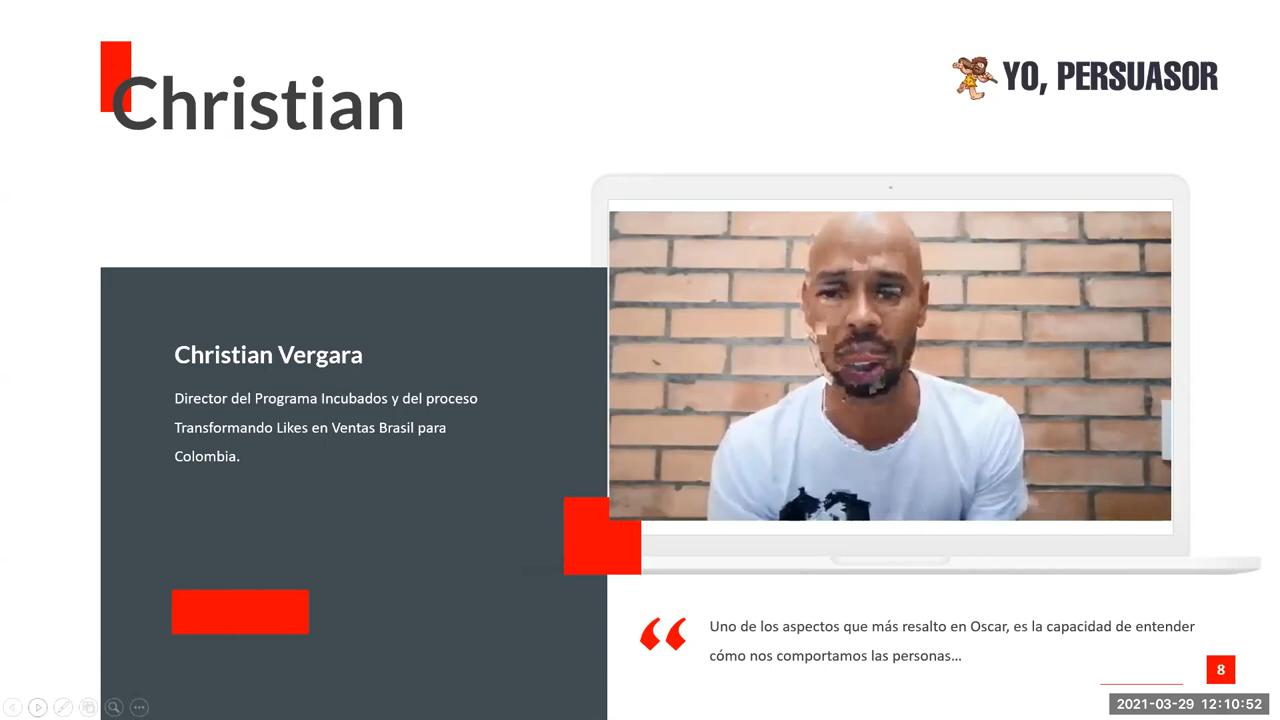 Christian
YO, PERSUASOR
Christian Vergara
Director del Programa Incubados y del proceso
Transformando Likes en Ventas Brasil para
Colombia.
Uno de los aspectos que más resalto en Oscar, es la capacidad de entender
cómo nos comportamos las personas...
8
2021-03-29 12:10:52